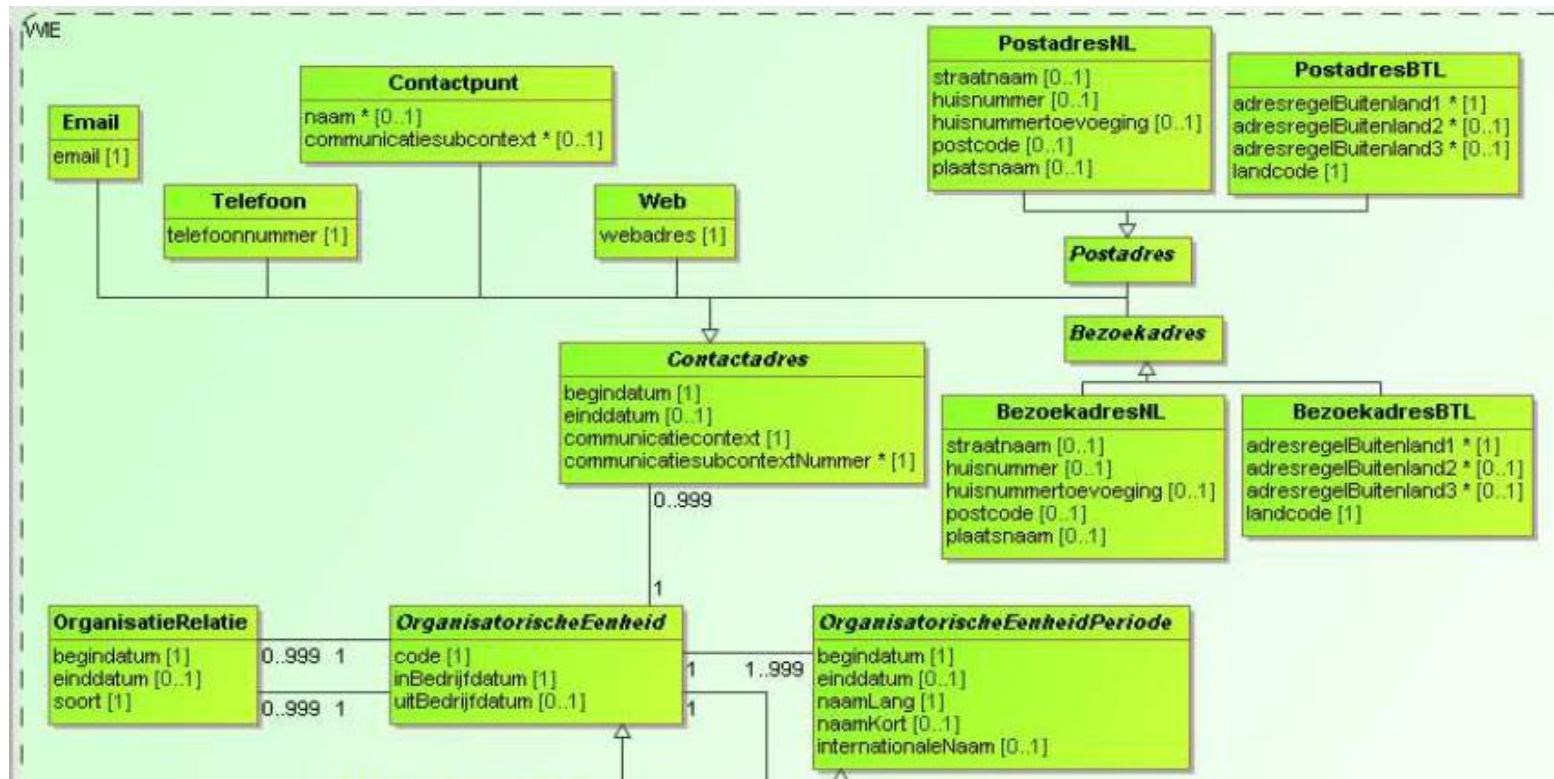 WIE
Email
email [1]
Contactpunt
naam * [0..1]
communicatiesubcontext * [0..1]
Telefoon
telefoonnummer [1]
Web
webadres [1]
PostadresNL
straatnaam [0..1]
huisnummer [0..1]
huisnummertoevoeging [0..1]
postcode [0..1]
plaatsnaam [0..1]
PostadresBTL
adresregelBuitenland1 * [1]
adresregelBuitenland2 * [0..1]
adresregelBuitenland3 * [0..1]
landcode [1]
Postadres
Bezoekadres
Contactadres
begindatum [1]
einddatum [0..1]
communicatiecontext [1]
communicatiesubcontextNummer * [1]
BezoekadresNL
straatnaam [0..1]
huisnummer [0..1]
huisnummertoevoeging [0..1]
postcode [0..1]
plaatsnaam [0..1]
BezoekadresBTL
adresregelBuitenland1 * [1]
adresregelBuitenland2 * [0..1]
adresregelBuitenland3 * [0..1]
landcode [1]
0..999
1
OrganisatieRelatie
begindatum [1]
einddatum [0..1]
soort [1]
0..999 1
0..999 1
OrganisatorischeEenheid
code [1]
inBedrijfdatum [1]
uitBedrijfdatum [0..1]
1 1..999
1
OrganisatorischeEenheidPeriode
begindatum [1]
einddatum [0..1]
naamLang [1]
naamKort [0..1]
internationaleNaam [0..1]